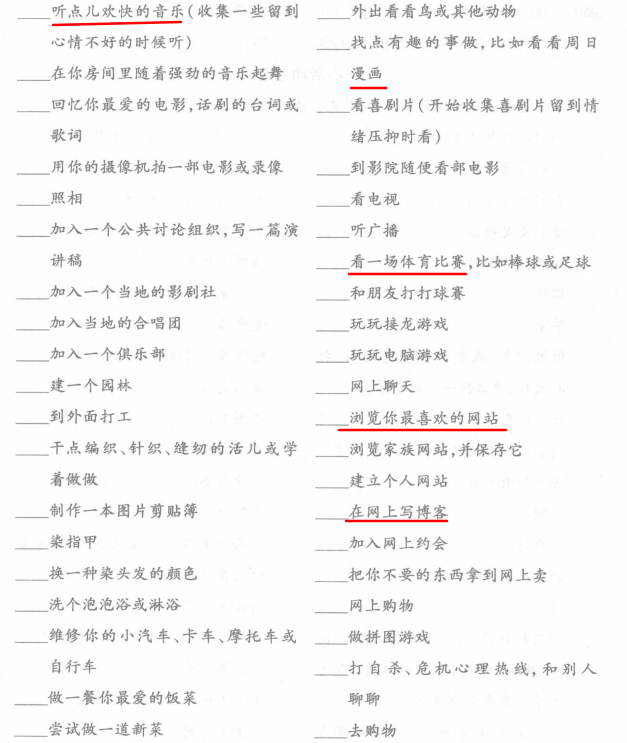 ____听点儿欢快的音乐(收集一些留到
心情不好的时候听)
____在你房间里随着强劲的音乐起舞
____回忆你最爱的电影,话剧的台词或
歌词
____用你的摄像机拍一部电影或录像
____照相
____加入一个公共讨论组织,写一篇演
讲稿
____加入一个当地的影剧社
____加入当地的合唱团
____加入一个俱乐部
____建一个园林
____到外面打工
____干点编织、针织、缝纫的活儿或学
着做做
____制作一本图片剪贴簿
____染指甲
____换一种染头发的颜色
____洗个泡泡浴或淋浴
____维修你的小汽车、卡车、摩托车或
自行车
____做一餐你最爱的饭菜
____尝试做一道新菜
____外出看看鸟或其他动物
找点有趣的事做,比如看看周日
漫画
____看喜剧片(开始收集喜剧片留到情
绪压抑时看)
____到影院随便看部电影
____看电视
____听广播
____看一场体育比赛,比如棒球或足球
____和朋友打打球赛
____玩玩接龙游戏
____玩玩电脑游戏
____网上聊天
____浏览你最喜欢的网站
____浏览家族网站,并保存它
____建立个人网站
____在网上写博客
____加入网上约会
____把你不要的东西拿到网上卖
____网上购物
____做拼图游戏
____打自杀、危机心理热线,和别人
聊聊
____去购物